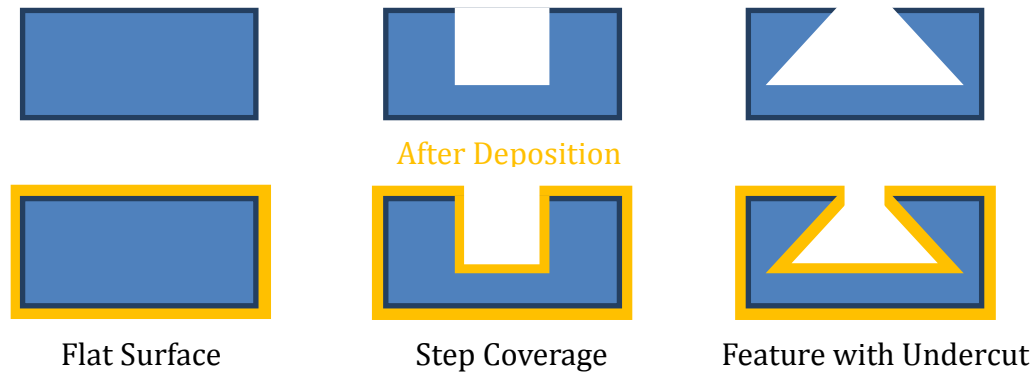 After Deposition
Flat Surface
Step Coverage
Feature with Undercut